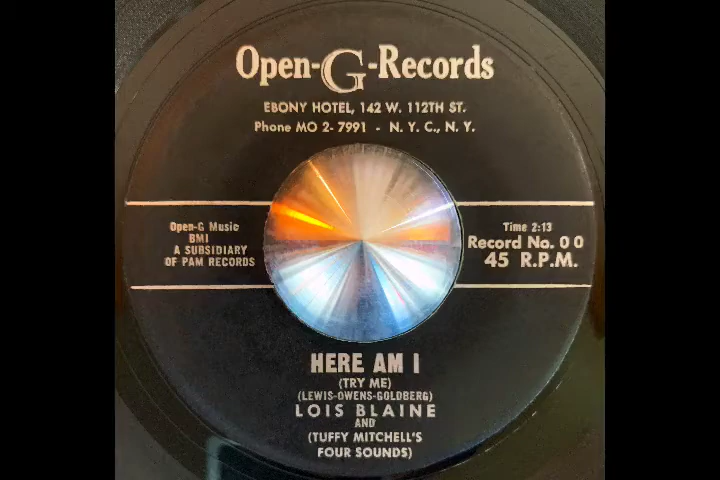 Open-G-Records
EBONY HOTEL, 142 W. 112TH ST.
Phone MO 2-7991 - N. Y. C., N. Y.
Open-G Music
BMI
A SUBSIDIARY
OF PAM RECORDS
Time 2:13
Record No. 00
45 R.P.M.
HERE AM I
(TRY ME)
(LEWIS-OWENS-GOLDBERG)
LOIS BLAINE
AND
(TUFFY MITCHELL'S
FOUR SOUNDS)